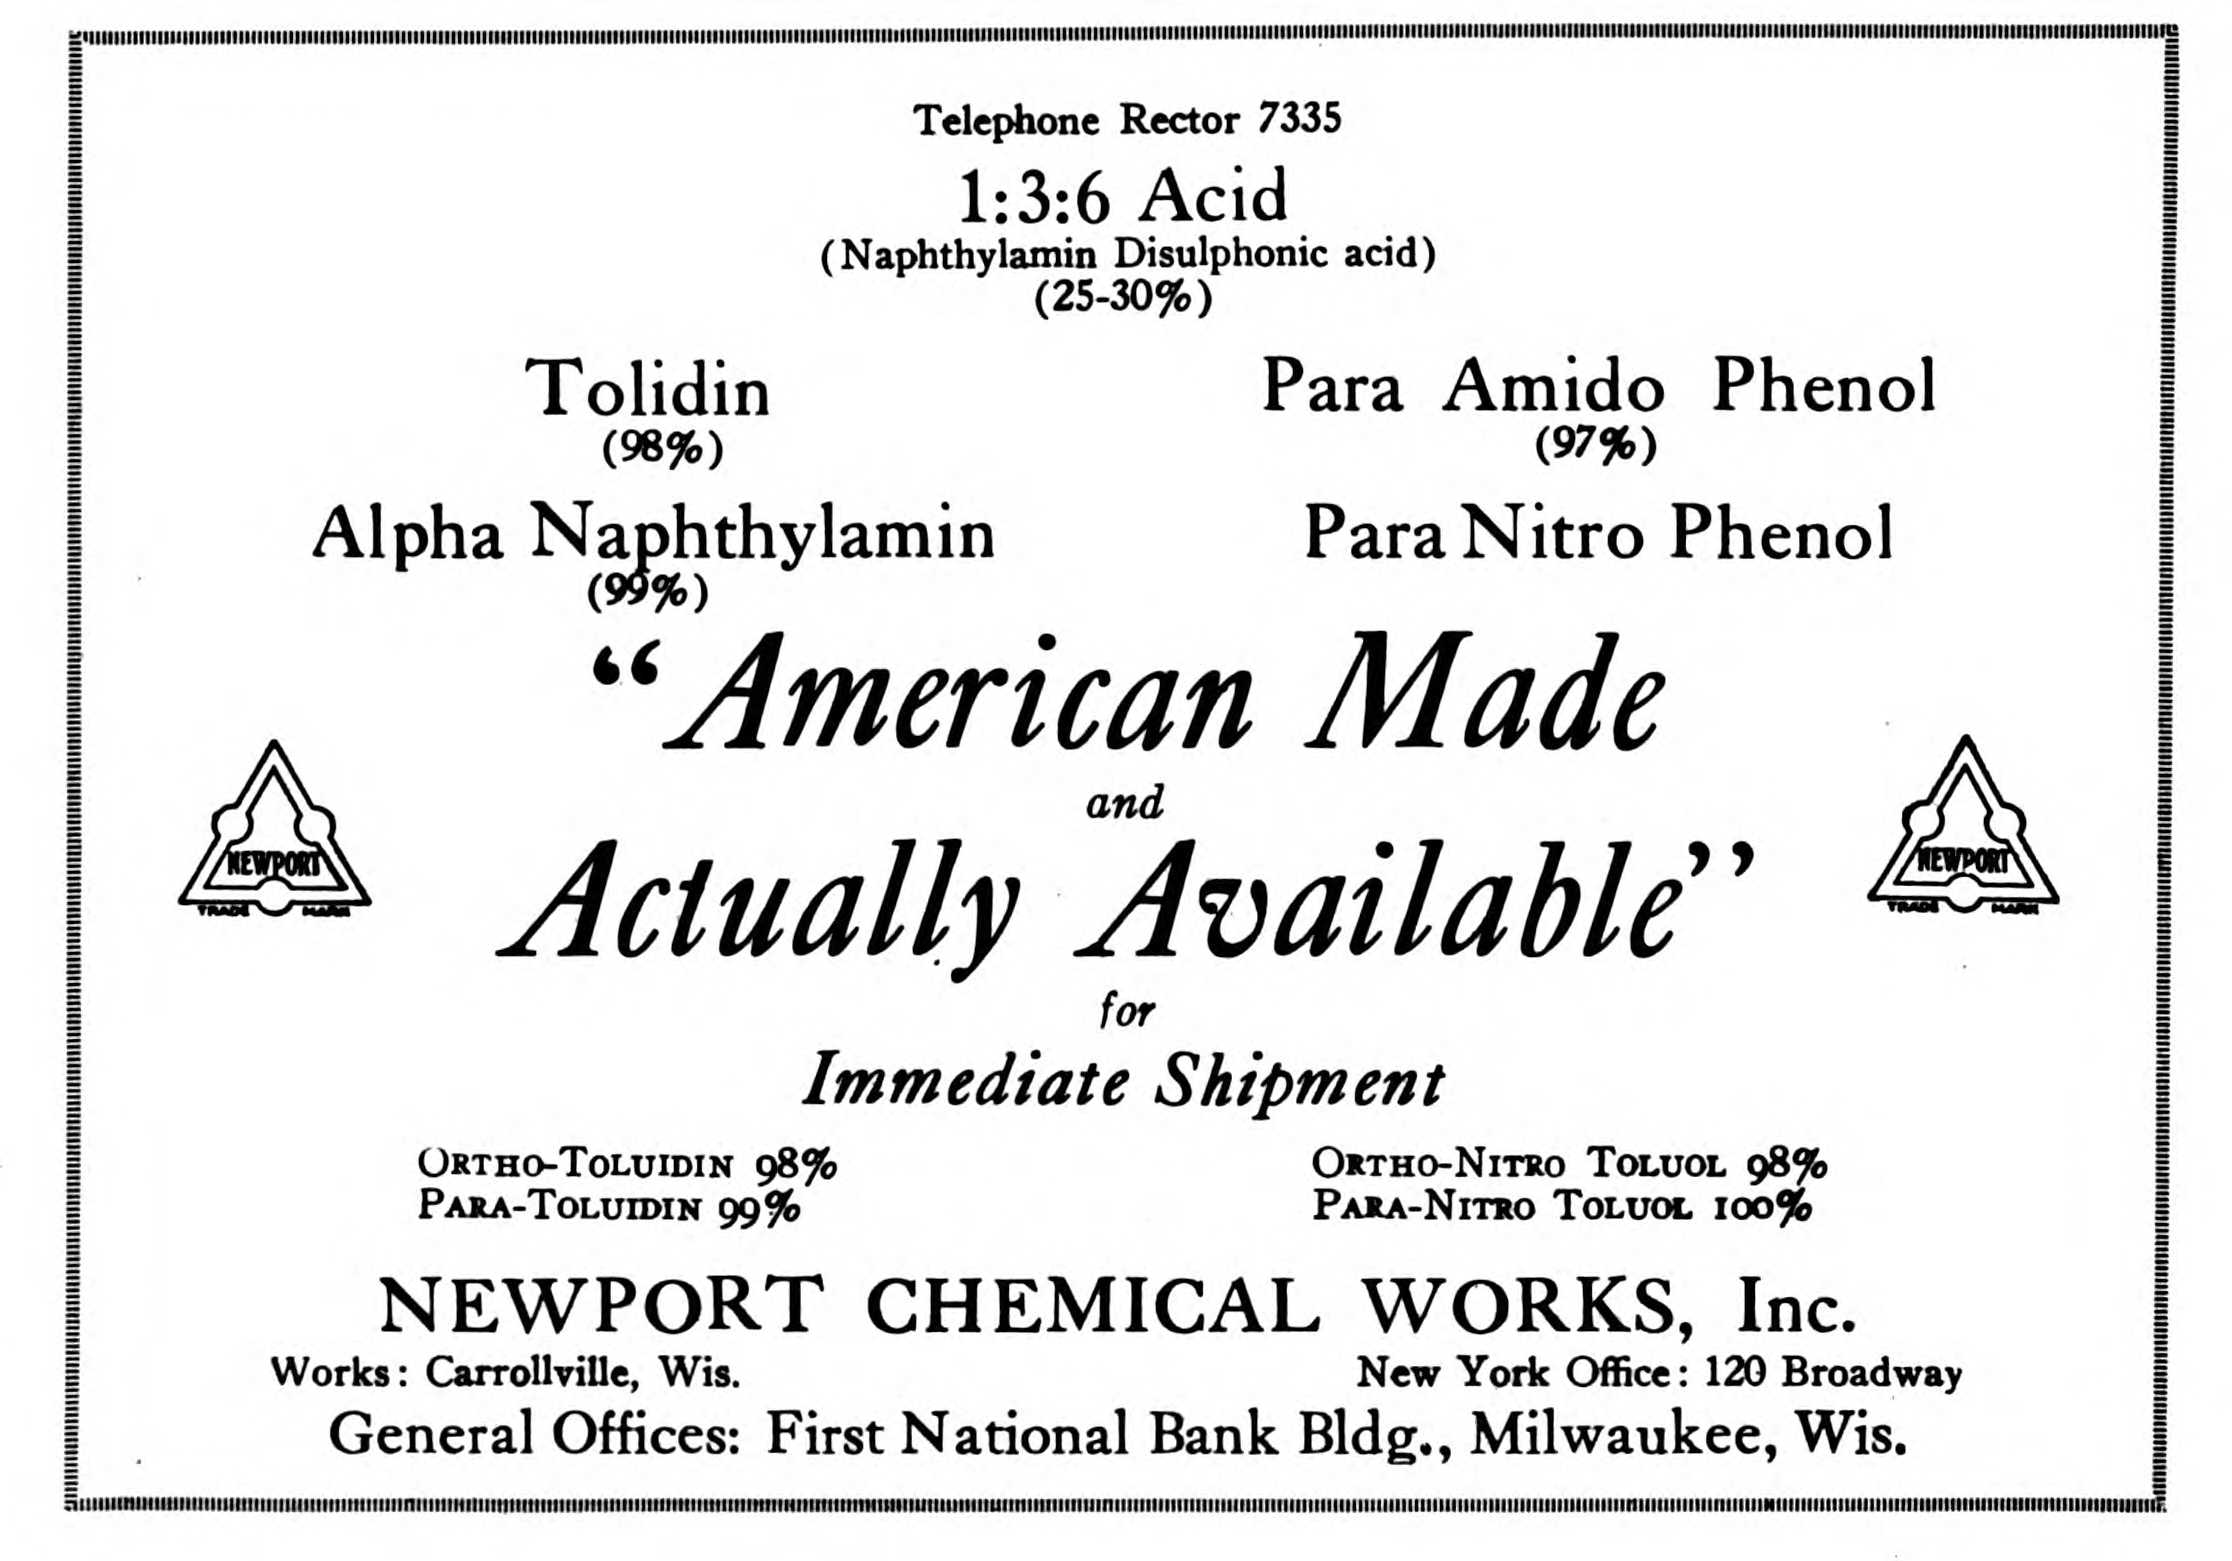 Telephone Rector 7335
1:3:6 Acid
(Naphthylamin Disulphonic acid)
(25-30%)
Tolidin
(98%)
Para Amido Phenol
(97%)
Alpha Naphthylamin
(99%)
Para Nitro Phenol
“American Made
and
Actually Available”
NEWPORT
TRADE MARK
NEWPORT
TRADE MARK
for
Immediate Shipment
ORTHO-TOLUIDIN 98%
PARA-TOLUIDIN 99%
ORTHO-NITRO TOLUOL 98%
PARA-NITRO TOLUOL 100%
NEWPORT CHEMICAL WORKS, Inc.
Works: Carrollville, Wis.
New York Office: 120 Broadway
General Offices: First National Bank Bldg., Milwaukee, Wis.